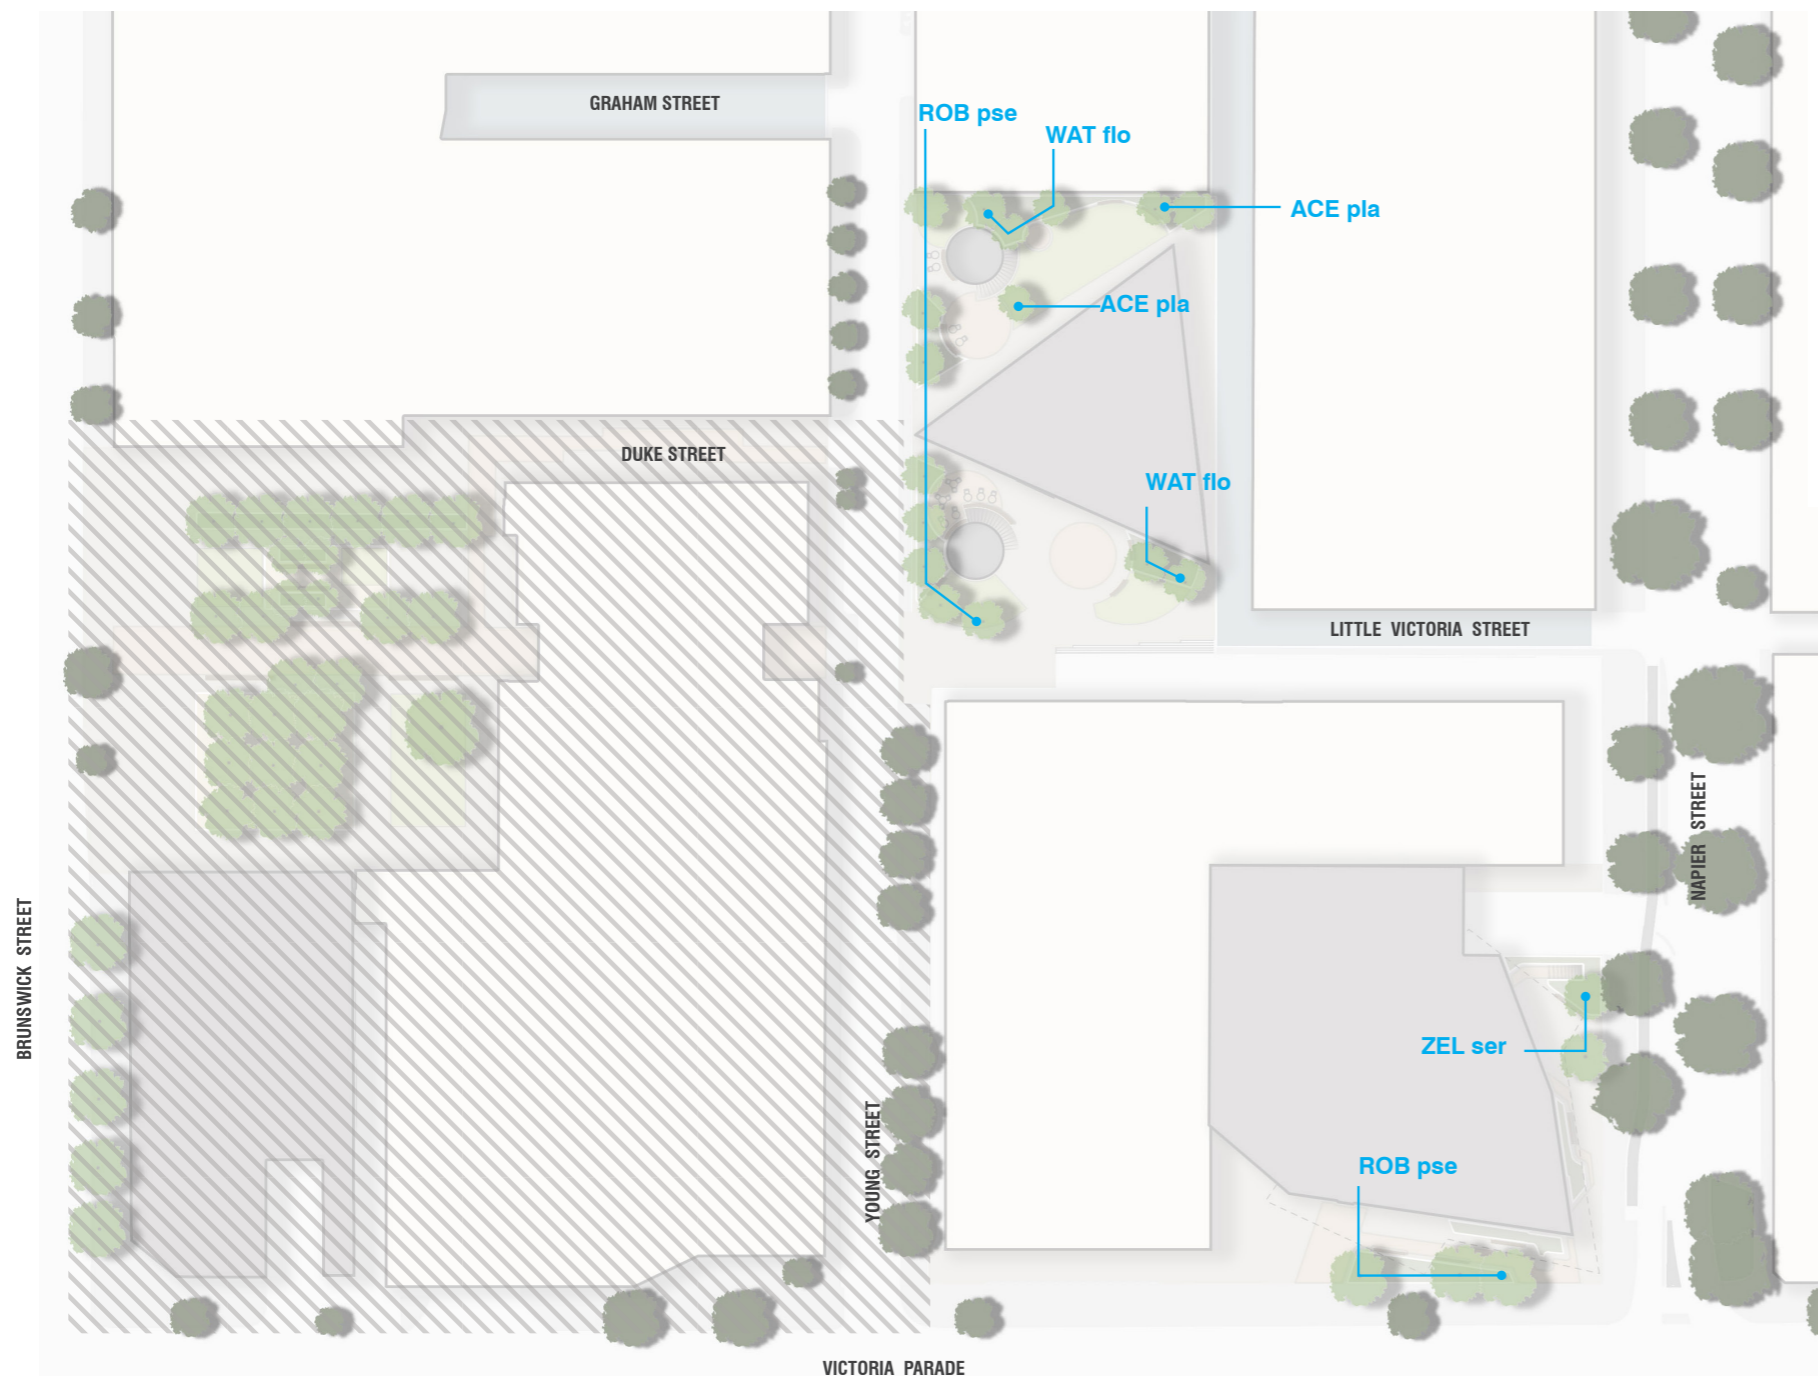 GRAHAM STREET
ROB pse
WAT flo
ACE pla
ACE pla
DUKE STREET
WAT flo
LITTLE VICTORIA STREET
NAPIER STREET
BRUNSWICK STREET
ZEL ser
YOUNG STREET
ROB pse
VICTORIA PARADE